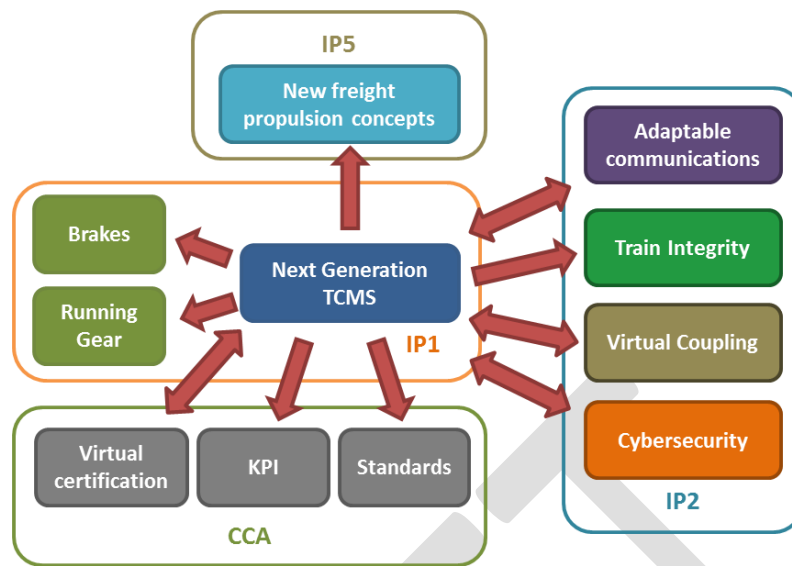 IP5
New freight
propulsion concepts
Adaptable
communications
Brakes
Next Generation
TCMS
Train Integrity
Running
Gear
IP1
Virtual Coupling
Virtual
certification
KPI
Standards
Cybersecurity
CCA
IP2